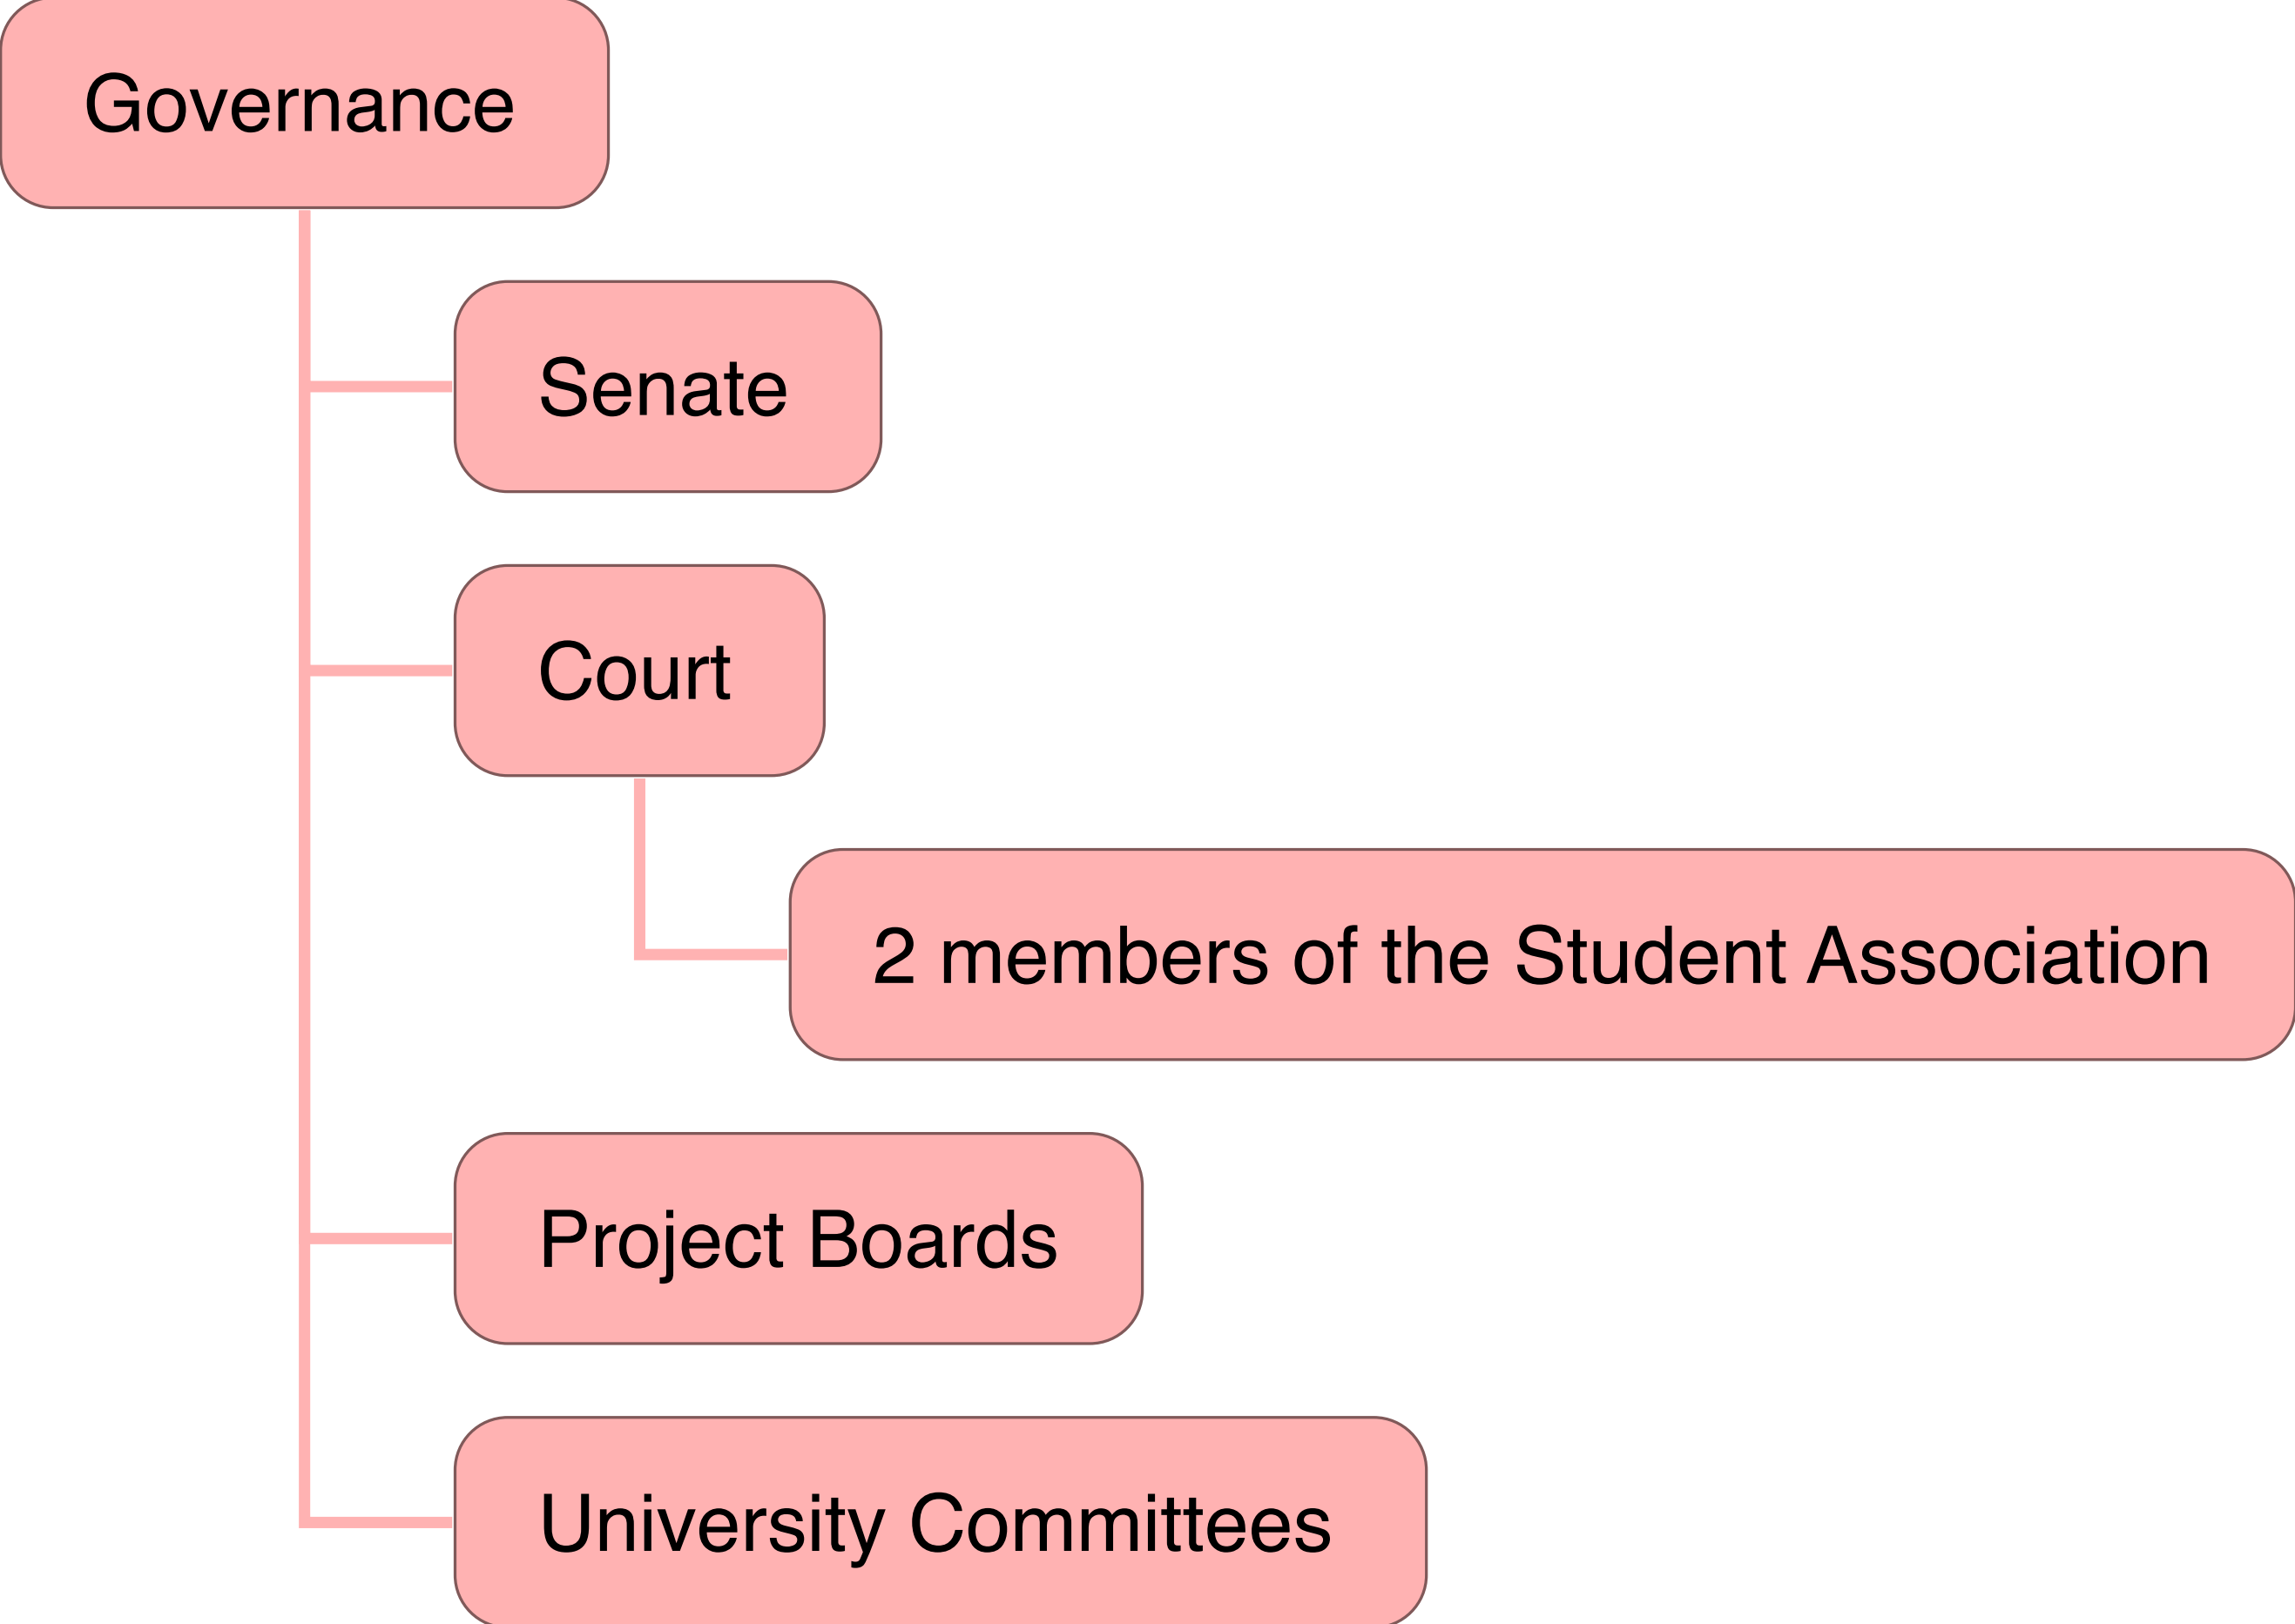 Governance
Senate
Court
2 members of the Student Association
Project Boards
University Committees